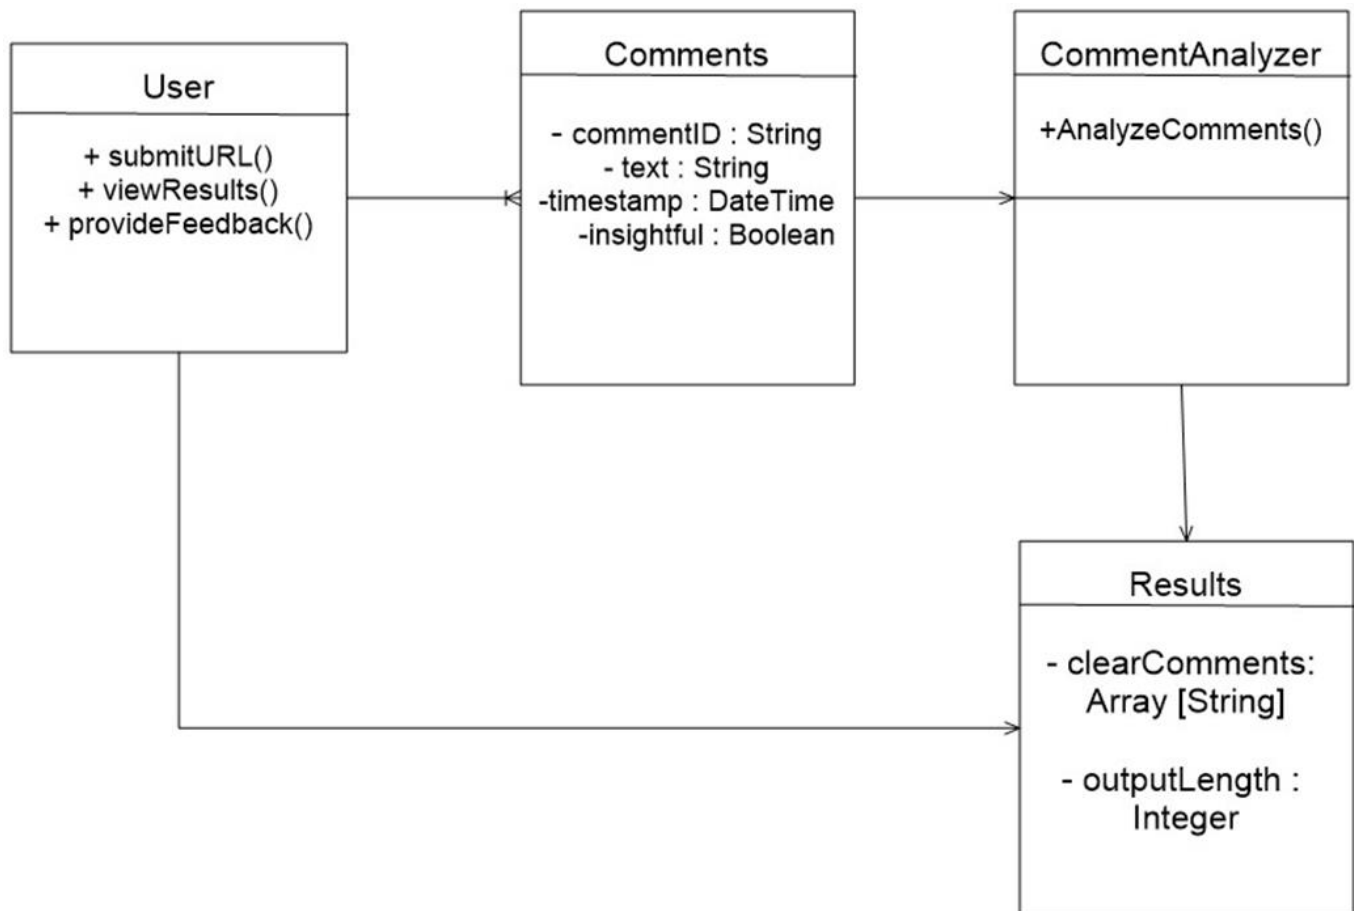 User
+ submitURL()
+ viewResults()
+ provideFeedback()
Comments
- commentID : String
- text : String
-timestamp : DateTime
-insightful : Boolean
CommentAnalyzer
+AnalyzeComments()
Results
- clearComments:
Array [String]
- outputLength :
Integer